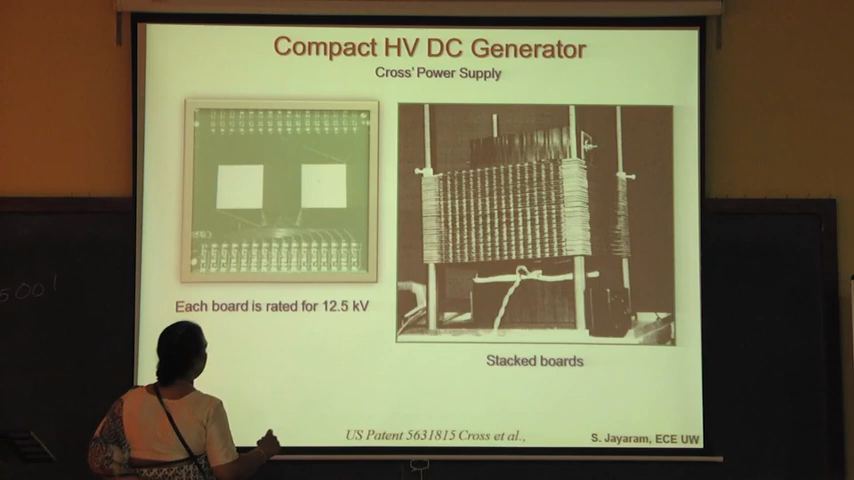 Compact HV DC Generator
Cross' Power Supply
Each board is rated for 12.5 kV
Stacked boards
US Patent 5631815 Cross et al.,
S. Jayaram, ECE UW